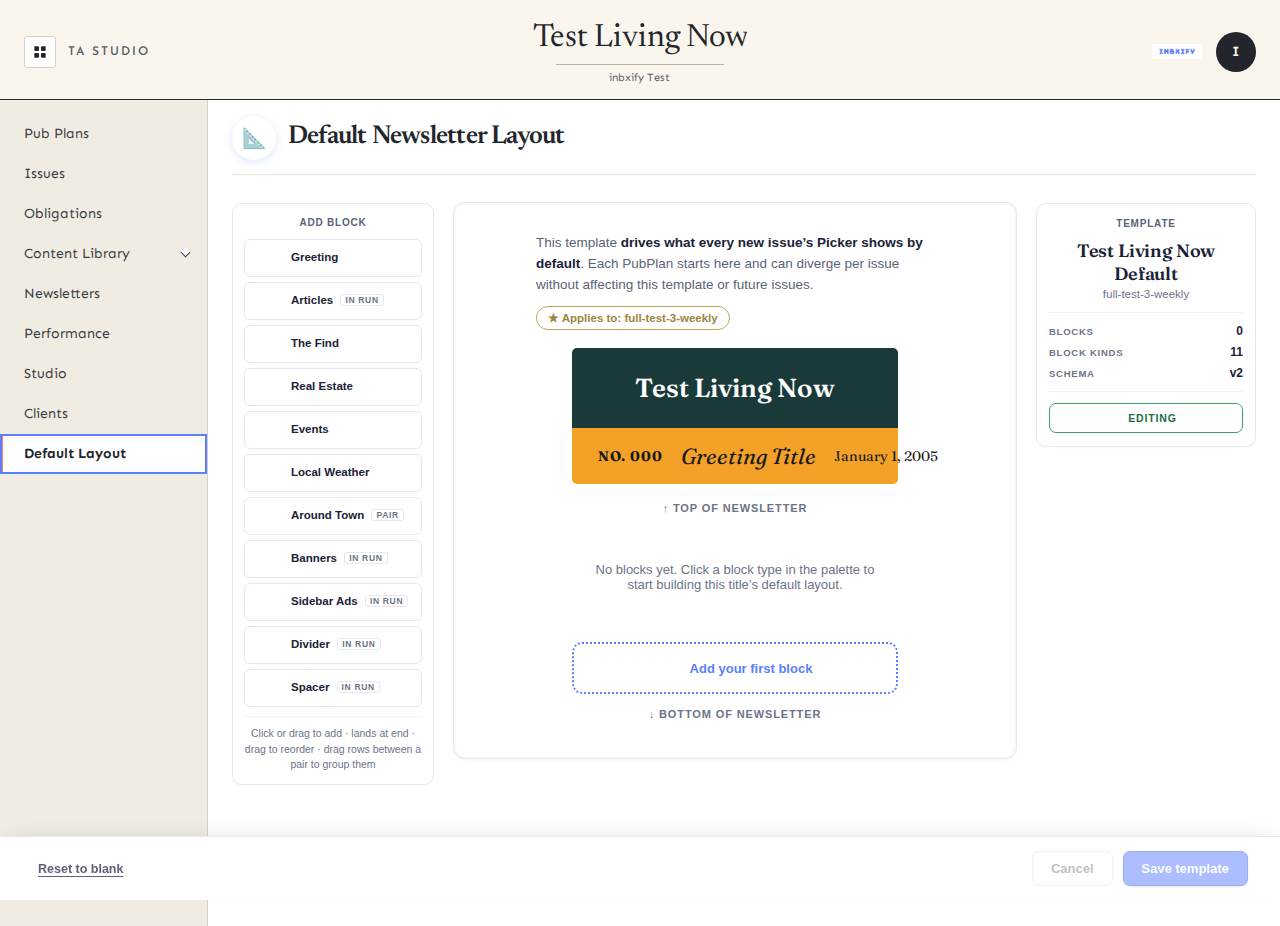 TA STUDIO
Test Living Now
inbxify Test
INBXIFY
I
Pub Plans
Issues
Obligations
Content Library
Newsletters
Performance
Studio
Clients
Default Layout
Default Newsletter Layout
ADD BLOCK
Greeting
Articles IN RUN
The Find
Real Estate
Events
Local Weather
Around Town PAIR
Banners IN RUN
Sidebar Ads IN RUN
Divider IN RUN
Spacer IN RUN
Click or drag to add · lands at end ·
drag to reorder · drag rows between a
pair to group them
This template drives what every new issue’s Picker shows by
default. Each PubPlan starts here and can diverge per issue
without affecting this template or future issues.
★ Applies to: full-test-3-weekly
Test Living Now
NO. 000 Greeting Title January 1, 2005
↑ TOP OF NEWSLETTER
No blocks yet. Click a block type in the palette to
start building this title’s default layout.
Add your first block
↓ BOTTOM OF NEWSLETTER
TEMPLATE
Test Living Now
Default
full-test-3-weekly
BLOCKS 0
BLOCK KINDS 11
SCHEMA v2
EDITING
Reset to blank
Cancel
Save template